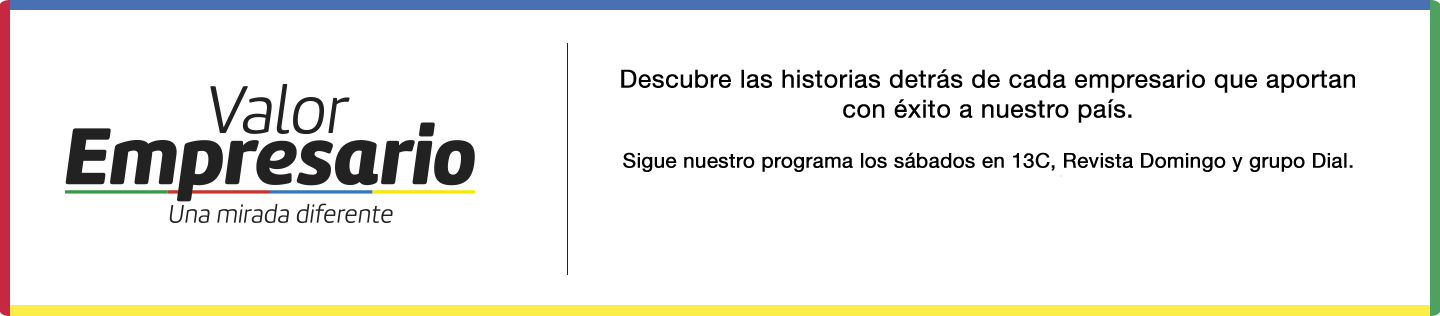 Valor
Empresario
Una mirada diferente
Descubre las historias detrás de cada empresario que aportan
con éxito a nuestro país.
Sigue nuestro programa los sábados en 13C, Revista Domingo y grupo Dial.